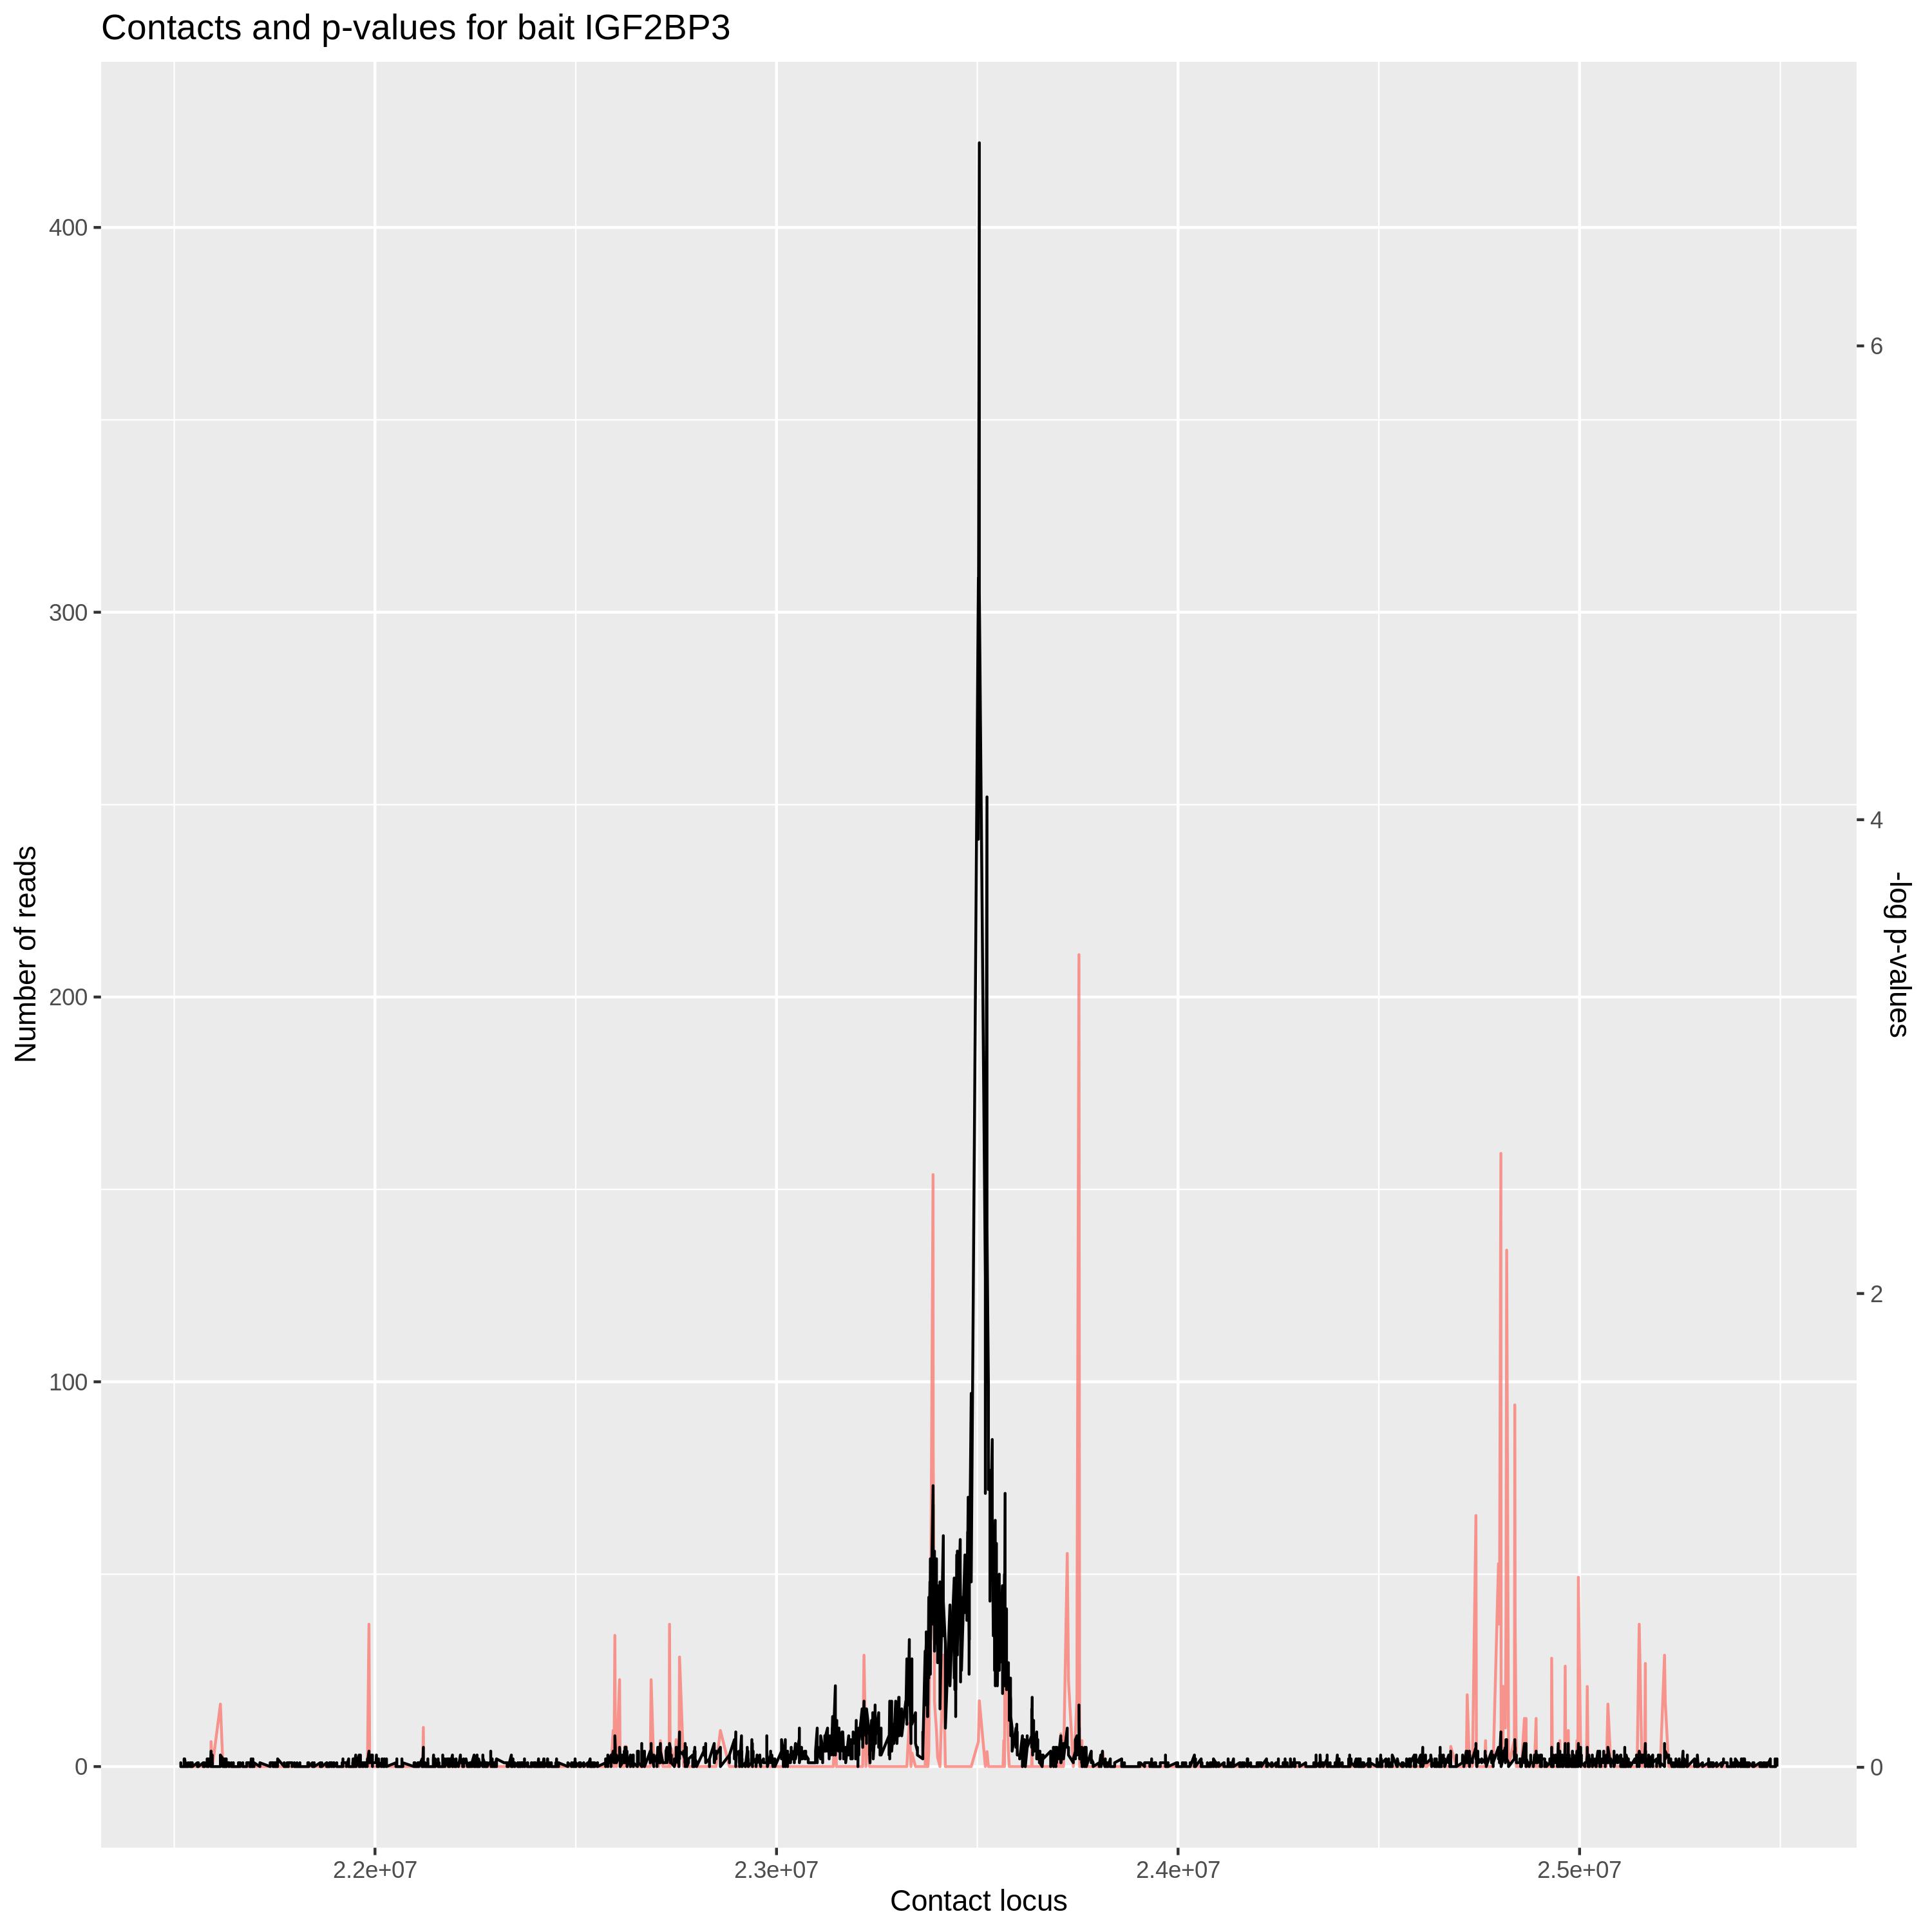 Contacts and p-values for bait IGF2BP3
400
300
200
100
0
Number of reads
6
4
2
0
-log p-values
2.2e+07
2.3e+07
2.4e+07
2.5e+07
Contact locus